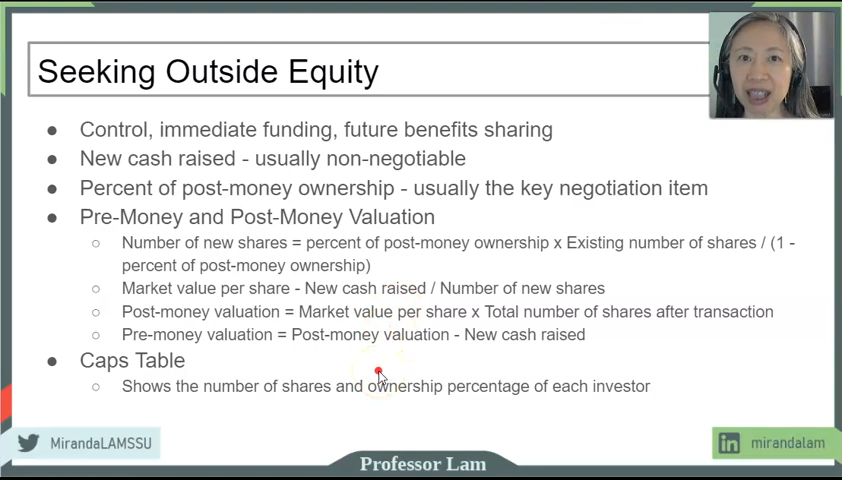 Seeking Outside Equity
● Control, immediate funding, future benefits sharing
● New cash raised - usually non-negotiable
● Percent of post-money ownership - usually the key negotiation item
● Pre-Money and Post-Money Valuation
○ Number of new shares = percent of post-money ownership x Existing number of shares / (1 -
percent of post-money ownership)
○ Market value per share - New cash raised / Number of new shares
○ Post-money valuation = Market value per share x Total number of shares after transaction
○ Pre-money valuation = Post-money valuation - New cash raised
● Caps Table
○ Shows the number of shares and ownership percentage of each investor
MirandaLAMSSU
in mirandalam
Professor Lam